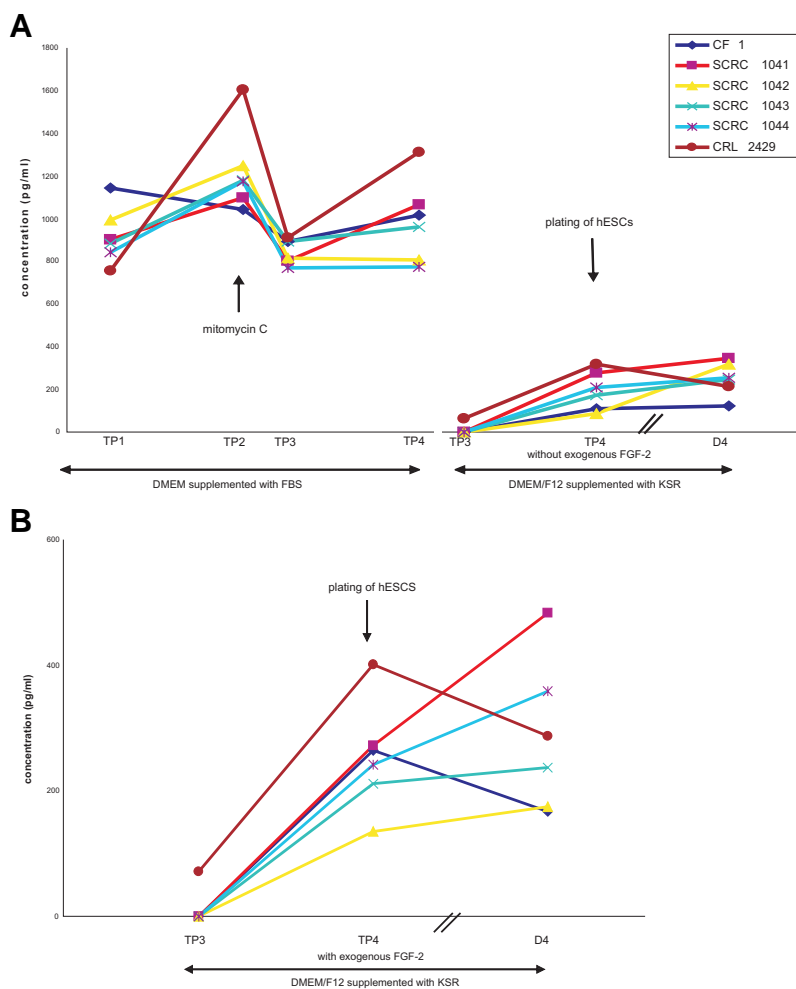 A
1800
1600
1400
1200
1000
800
600
400
200
0
concentration (pg/ml)
CF 1
SCRC 1041
SCRC 1042
SCRC 1043
SCRC 1044
CRL 2429
mitomycin C
plating of hESCs
TP1 TP2 TP3 TP4
DMEM supplemented with FBS
TP3 TP4 D4
without exogenous FGF-2
DMEM/F12 supplemented with KSR
B
600
400
200
0
concentration (pg/ml)
plating of hESCS
TP3 TP4 D4
with exogenous FGF-2
DMEM/F12 supplemented with KSR